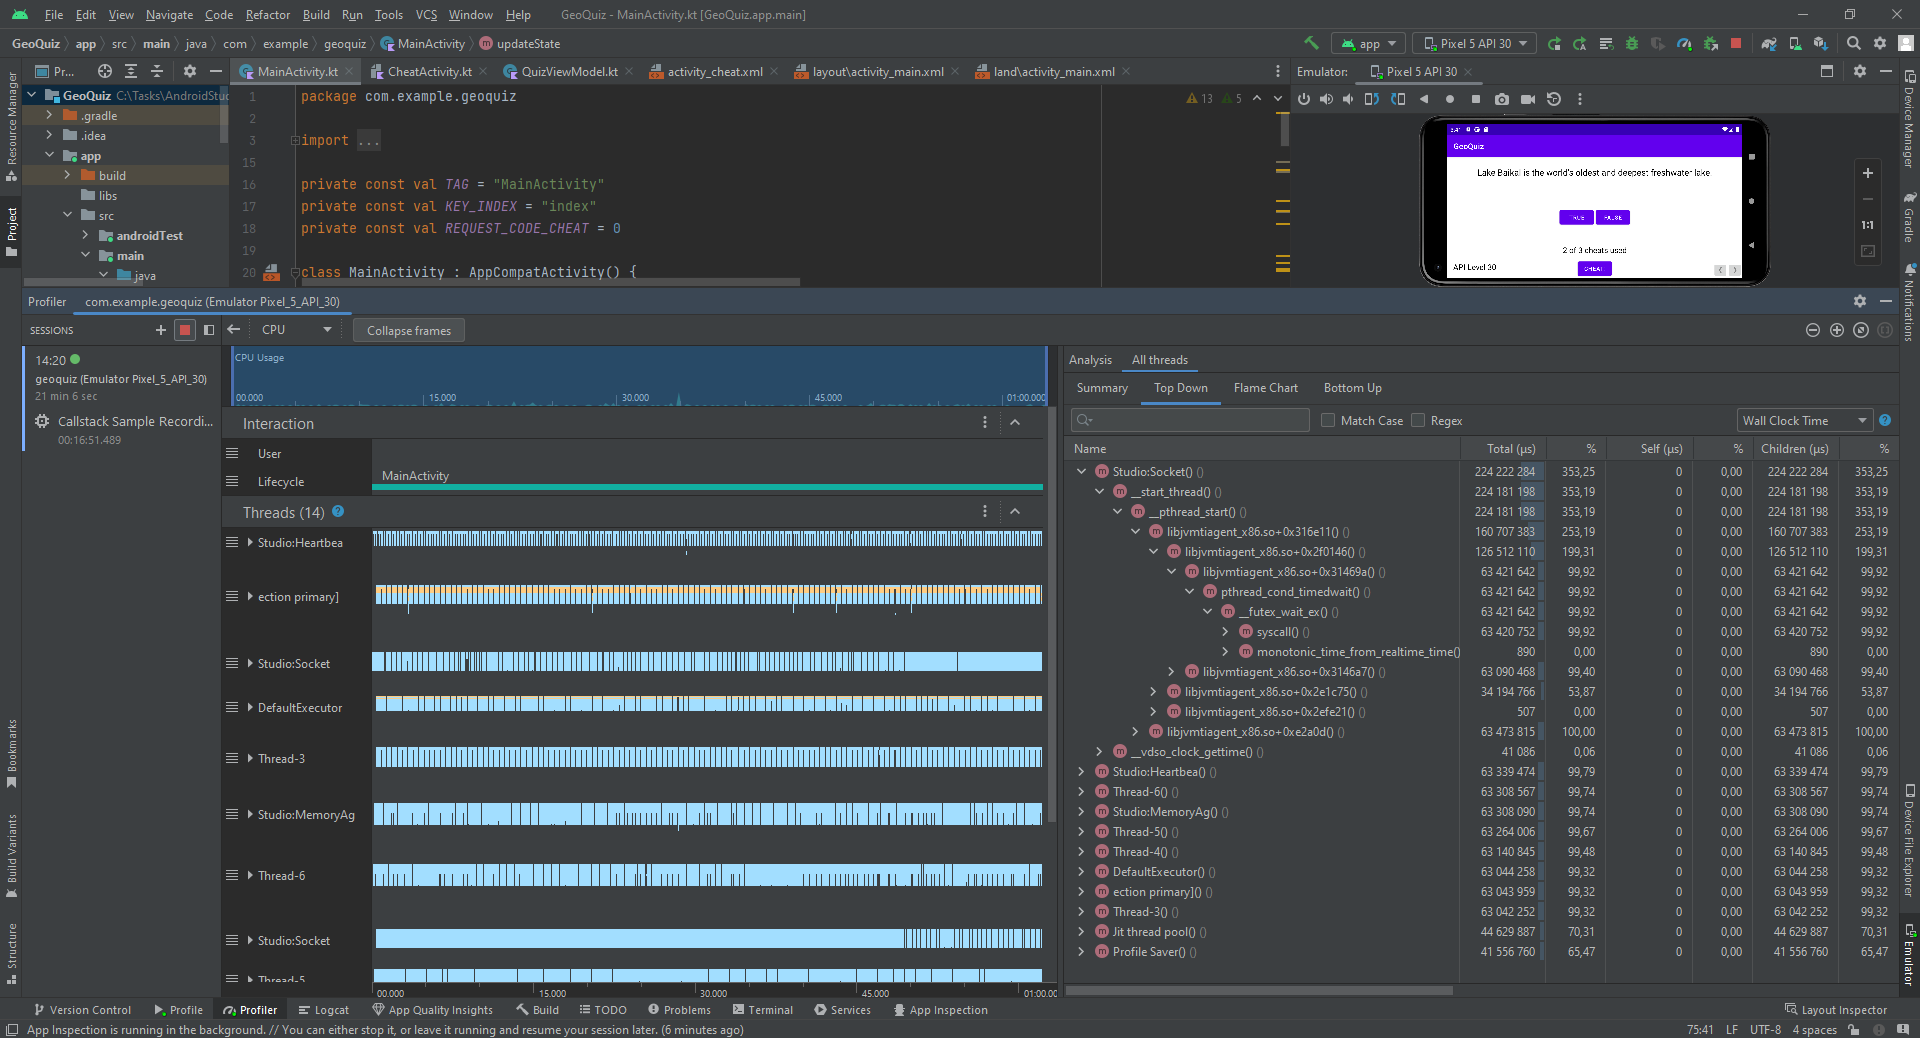 File Edit View Navigate Code Refactor Build Run Tools VCS Window Help GeoQuiz - MainActivity.kt [GeoQuiz.app.main]
GeoQuiz app src main java com example geoquiz MainActivity updateState app Pixel 5 API 30
Pr... MainActivity.kt CheatActivity.kt QuizViewModel.kt activity_cheat.xml layout\activity_main.xml land\activity_main.xml Emulator: Pixel 5 API 30
Resource Manager
Project
Bookmarks
Build Variants
Structure
GeoQuiz C:\Tasks\AndroidStuc
.gradle
.idea
app
build
libs
src
androidTest
main
java
1 package com.example.geoquiz
13 5
2
3 import ...
15
16 private const val TAG = "MainActivity"
17 private const val KEY_INDEX = "index"
18 private const val REQUEST_CODE_CHEAT = 0
19
20 class MainActivity : AppCompatActivity() {
GeoQuiz
Lake Baikal is the world's oldest and deepest freshwater lake.
TRUE FALSE
2 of 3 cheats used
API Level 30
CHEAT
1:1
Device Manager
Gradle
Notifications
Device File Explorer
Emulator
Profiler com.example.geoquiz (Emulator Pixel_5_API_30)
SESSIONS CPU Collapse frames
14:20
geoquiz (Emulator Pixel_5_API_30)
21 min 6 sec
Callstack Sample Recordi...
00:16:51.489
CPU Usage
00.000 15.000 30.000 45.000 01:00.000
Interaction
User
Lifecycle MainActivity
Threads (14)
Studio:Heartbea
ection primary]
Studio:Socket
DefaultExecutor
Thread-3
Studio:MemoryAg
Thread-6
Studio:Socket
Thread-5
00.000 15.000 30.000 45.000 01:00.0
Analysis All threads
Summary Top Down Flame Chart Bottom Up
Match Case Regex Wall Clock Time
Name Total (μs) % Self (μs) % Children (μs) %
Studio:Socket() () 224 222 284 353,25 0 0,00 224 222 284 353,25
__start_thread() () 224 181 198 353,19 0 0,00 224 181 198 353,19
__pthread_start() () 224 181 198 353,19 0 0,00 224 181 198 353,19
libjvmtiagent_x86.so+0x316e11() () 160 707 383 253,19 0 0,00 160 707 383 253,19
libjvmtiagent_x86.so+0x2f0146() () 126 512 110 199,31 0 0,00 126 512 110 199,31
libjvmtiagent_x86.so+0x31469a() () 63 421 642 99,92 0 0,00 63 421 642 99,92
pthread_cond_timedwait() () 63 421 642 99,92 0 0,00 63 421 642 99,92
__futex_wait_ex() () 63 421 642 99,92 0 0,00 63 421 642 99,92
syscall() () 63 420 752 99,92 0 0,00 63 420 752 99,92
monotonic_time_from_realtime_time() 890 0,00 0 0,00 890 0,00
libjvmtiagent_x86.so+0x3146a7() () 63 090 468 99,40 0 0,00 63 090 468 99,40
libjvmtiagent_x86.so+0x2e1c75() () 34 194 766 53,87 0 0,00 34 194 766 53,87
libjvmtiagent_x86.so+0x2efe21() () 507 0,00 0 0,00 507 0,00
libjvmtiagent_x86.so+0xe2a0d() () 63 473 815 100,00 0 0,00 63 473 815 100,00
__vdso_clock_gettime() () 41 086 0,06 0 0,00 41 086 0,06
Studio:Heartbea() () 63 339 474 99,79 0 0,00 63 339 474 99,79
Thread-6() () 63 308 567 99,74 0 0,00 63 308 567 99,74
Studio:MemoryAg() () 63 308 090 99,74 0 0,00 63 308 090 99,74
Thread-5() () 63 264 006 99,67 0 0,00 63 264 006 99,67
Thread-4() () 63 140 845 99,48 0 0,00 63 140 845 99,48
DefaultExecutor() () 63 044 258 99,32 0 0,00 63 044 258 99,32
ection primary]() () 63 043 959 99,32 0 0,00 63 043 959 99,32
Thread-3() () 63 042 252 99,32 0 0,00 63 042 252 99,32
Jit thread pool() () 44 629 887 70,31 0 0,00 44 629 887 70,31
Profile Saver() () 41 556 760 65,47 0 0,00 41 556 760 65,47
Version Control Profile Profiler Logcat App Quality Insights Build TODO Problems Terminal Services App Inspection Layout Inspector
App Inspection is running in the background. // You can either stop it, or leave it running and resume your session later. (6 minutes ago) 75:41 LF UTF-8 4 spaces